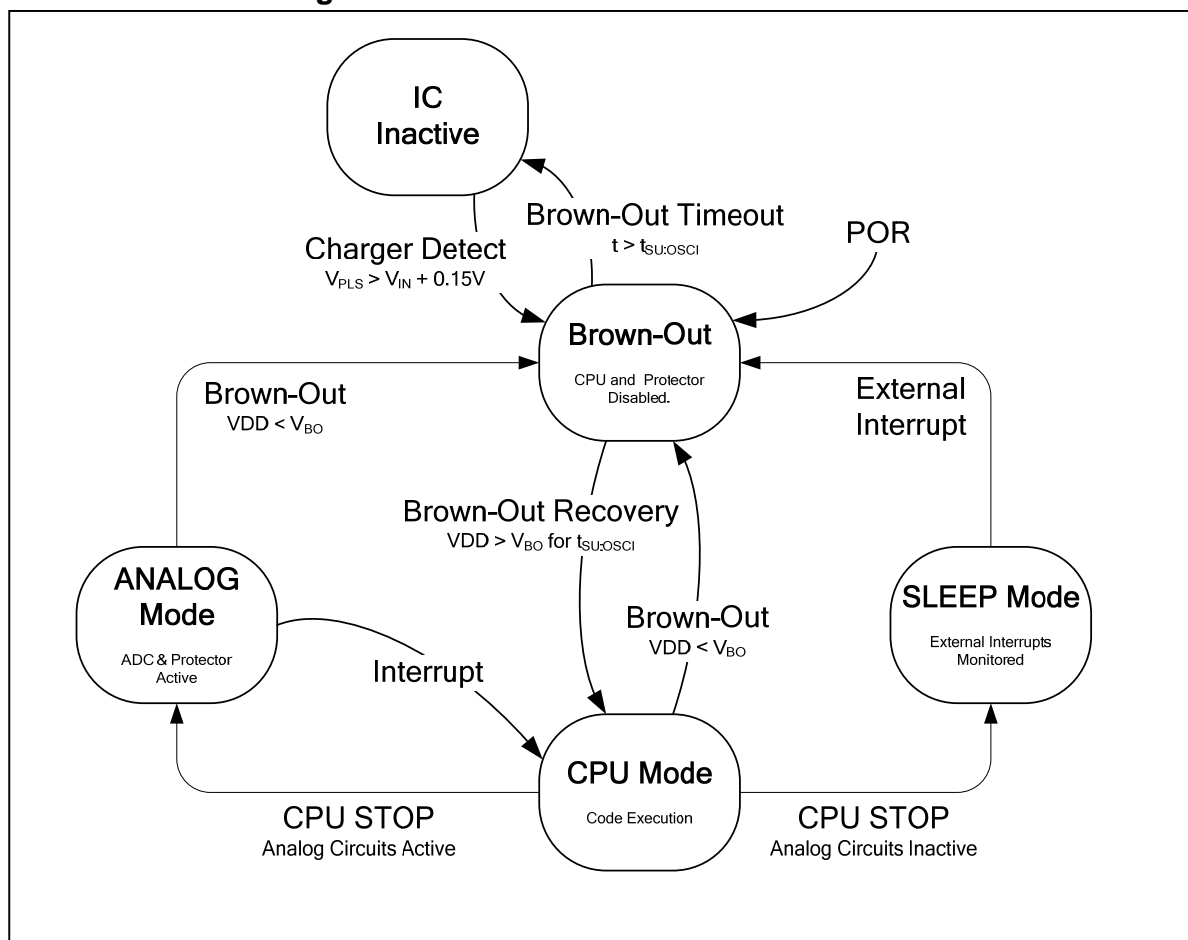 IC
Inactive
Brown-Out Timeout
t > tSU:OSCI
POR
Charger Detect
VPLS > VIN + 0.15V
Brown-Out
CPU and Protector
Disabled.
Brown-Out
VDD < VBO
External
Interrupt
Brown-Out Recovery
VDD > VBO for tSU:OSCI
ANALOG
Mode
ADC & Protector
Active
Interrupt
Brown-Out
VDD < VBO
SLEEP Mode
External Interrupts
Monitored
CPU Mode
Code Execution
CPU STOP
Analog Circuits Active
CPU STOP
Analog Circuits Inactive